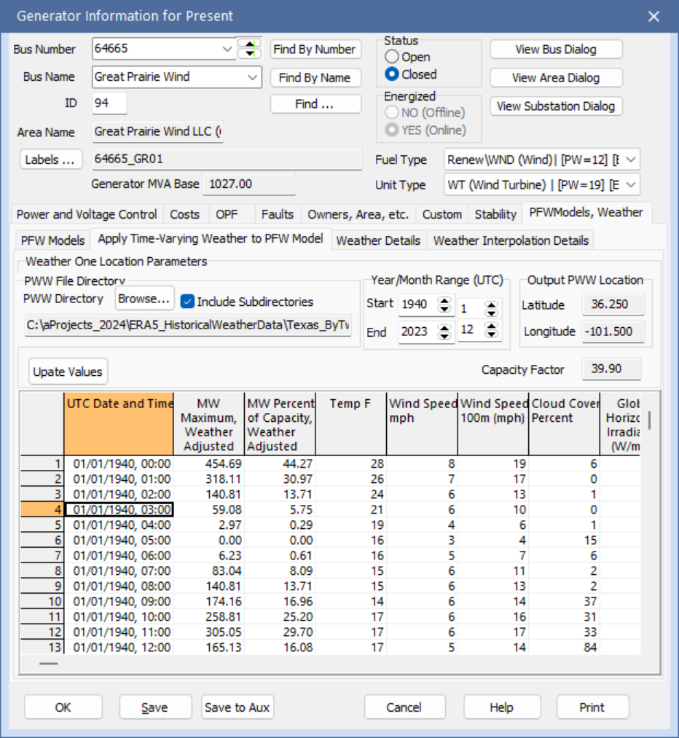 Generator Information for Present
Bus Number 64665 Find By Number
Bus Name Great Prairie Wind Find By Name
ID 94 Find ...
Area Name Great Prairie Wind LLC (
Labels ... 64665_GR01
Generator MVA Base 1027.00
Status
Open
Closed
Energized
NO (Offline)
YES (Online)
View Bus Dialog
View Area Dialog
View Substation Dialog
Fuel Type Renew\WND (Wind)| [PW=12] [E
Unit Type WT (Wind Turbine) | [PW=19] [E
Power and Voltage Control Costs OPF Faults Owners, Area, etc. Custom Stability PFWModels, Weather
PFW Models Apply Time-Varying Weather to PFW Model Weather Details Weather Interpolation Details
Weather One Location Parameters
PWW File Directory
PWW Directory Browse... Include Subdirectories
C:\aProjects_2024\ERA5_HistoricalWeatherData\Texas_ByTv
Year/Month Range (UTC)
Start 1940 1
End 2023 12
Output PWW Location
Latitude 36.250
Longitude -101.500
Upate Values
Capacity Factor 39.90
UTC Date and Time MW Maximum, Weather Adjusted MW Percent of Capacity, Weather Adjusted Temp F Wind Speed mph Wind Speed 100m (mph) Cloud Cover Percent Glob Horizo Irradia (W/m
1 01/01/1940, 00:00 454.69 44.27 28 8 19 6
2 01/01/1940, 01:00 318.11 30.97 26 7 17 0
3 01/01/1940, 02:00 140.81 13.71 24 6 13 1
4 01/01/1940, 03:00 59.08 5.75 21 6 10 0
5 01/01/1940, 04:00 2.97 0.29 19 4 6 1
6 01/01/1940, 05:00 0.00 0.00 16 3 4 15
7 01/01/1940, 06:00 6.23 0.61 16 5 7 6
8 01/01/1940, 07:00 83.04 8.09 15 6 11 2
9 01/01/1940, 08:00 140.81 13.71 15 6 13 2
10 01/01/1940, 09:00 174.16 16.96 14 6 14 37
11 01/01/1940, 10:00 258.81 25.20 17 6 16 31
12 01/01/1940, 11:00 305.05 29.70 17 6 17 33
13 01/01/1940, 12:00 165.13 16.08 17 5 14 84
OK Save Save to Aux Cancel Help Print